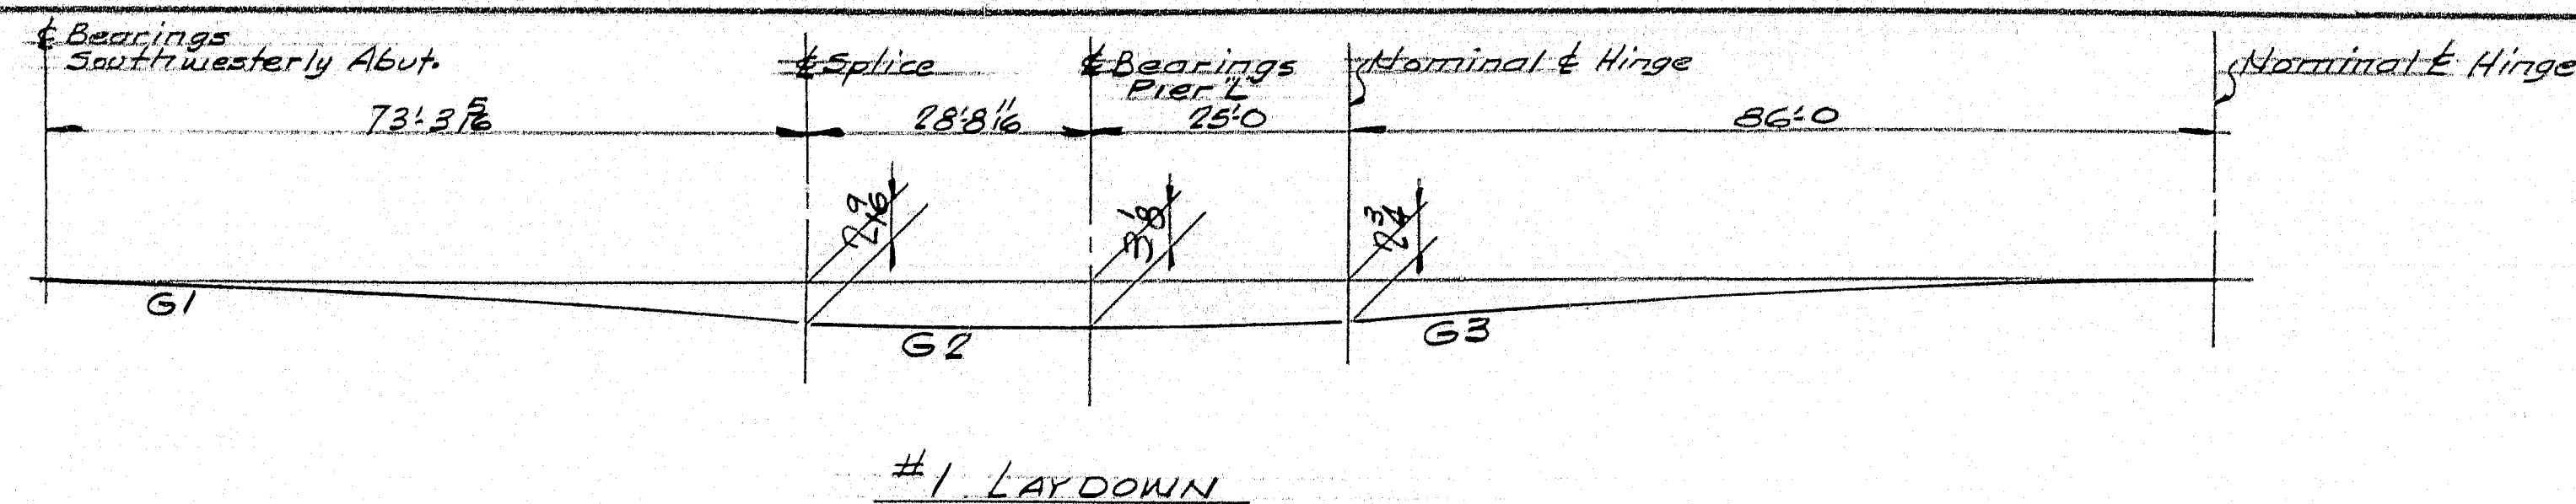 ℄ Bearings
Southwesterly Abut.
℄ Splice
℄ Bearings
Pier "L"
Nominal ℄ Hinge
Nominal ℄ Hinge
73'-3 5/16
28'-8 11/16
25'-0
86'-0
2 9/16
3 1/8
2 3/4
G1
G2
G3
#1 LAYDOWN